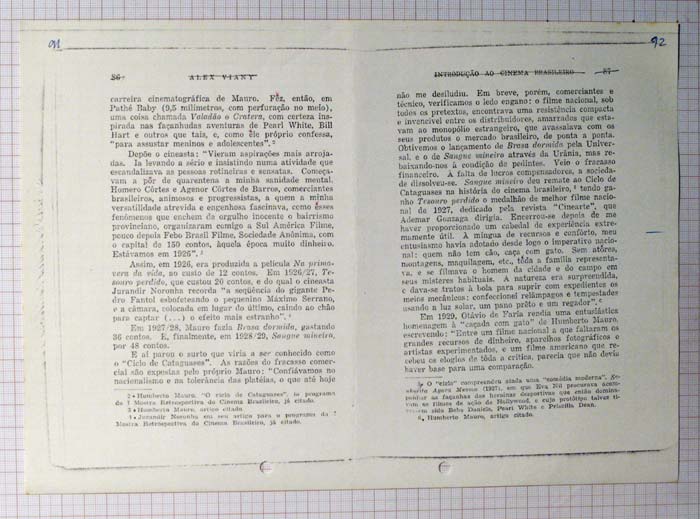 91
86 ALEX VIANY
carreira cinematográfica de Mauro. Fêz, então, em
Pathé Baby (9,5 milímetros, com perfuração no meio),
uma coisa chamada Valadão o Cratera, com certeza ins-
pirada nas façanhudas aventuras de Pearl White, Bill
Hart e outros que tais, e, como êle próprio confessa,
"para assustar meninos e adolescentes". ²
Depõe o cineasta: "Vieram aspirações mais arroja-
das. Ia levando a sério e insistindo numa atividade que
escandalizava as pessoas rotineiras e sensatas. Começa-
vam a pôr de quarentena a minha sanidade mental.
Homero Côrtes e Agenor Côrtes de Barros, comerciantes
brasileiros, animosos e progressistas, a quem a minha
versatilidade atrevida e engenhosa fascinava, como êsses
fenômenos que enchem de orgulho inocente o bairrismo
provinciano, organizaram comigo a Sul América Filme,
pouco depois Febo Brasil Filme, Sociedade Anônima, com
o capital de 150 contos, àquela época muito dinheiro.
Estávamos em 1925". ³
Assim, em 1926, era produzida a película Na prima-
vera da vida, ao custo de 12 contos. Em 1926/27, Te-
souro perdido, que custou 20 contos, e do qual o cineasta
Jurandir Noronha recorda "a seqüência do gigante Pe-
dro Fantol esbofeteando o pequenino Máximo Serrano,
e a câmara, colocada em lugar do último, caindo ao chão
para captar (...) o efeito mais estranho". ⁴
Em 1927/28, Mauro fazia Brasa dormida, gastando
36 contos. E, finalmente, em 1928/29, Sangue mineiro,
por 48 contos.
E aí parou o surto que viria a ser conhecido como
o "Ciclo de Cataguases". As razões do fracasso comer-
cial são expostas pelo próprio Mauro: "Confiávamos no
nacionalismo e na tolerância das platéias, o que até hoje
2 Humberto Mauro, "O ciclo de Cataguases", in programa
da I Mostra Retrospectiva do Cinema Brasileiro, já citado.
3 Humberto Mauro, artigo citado.
4 Jurandir Noronha em seu artigo para o programa da I
Mostra Retrospectiva do Cinema Brasileiro, já citado.
92
INTRODUÇÃO AO CINEMA BRASILEIRO 87
não me desiludiu. Em breve, porém, comerciantes e
técnico, verificamos o ledo engano: o filme nacional, sob
todos os pretextos, encontrava uma resistência compacta
e invencível entre os distribuidores, amarrados que esta-
vam ao monopólio estrangeiro, que avassalava com os
seus produtos o mercado brasileiro, de ponta a ponta.
Obtivemos o lançamento de Brasa dormida pela Univer-
sal, e o de Sangue mineiro através da Urânia, mas re-
baixando-nos à condição de pedintes. Veio o fracasso
financeiro. À falta de lucros compensadores, a socieda-
de dissolveu-se. Sangue mineiro deu remate ao Ciclo de
Cataguases na história do cinema brasileiro, ⁵ tendo ga-
nho Tesouro perdido o medalhão de melhor filme nacio-
nal de 1927, dedicado pela revista "Cinearte", que
Ademar Gonzaga dirigia. Encerrou-se depois de me
haver proporcionado um cabedal de experiência extre-
mamente útil. À míngua de recursos e confôrto, meu
entusiasmo havia adotado desde logo o imperativo nacio-
nal: quem não tem cão, caça com gato. Sem atôres,
montagens, maquilagem, etc., tôda a família representa-
va, e se filmava o homem da cidade e do campo em
seus misteres habituais. A natureza era surpreendida,
e dava-se tratos à bola para suprir com expedientes os
meios mecânicos: confeccionei relâmpagos e tempestades
usando a luz solar, um pano prêto e um regador". ⁶
Em 1929, Otávio de Faria rendia uma entusiástica
homenagem à "caçada com gato" de Humberto Mauro,
escrevendo: "Entre um filme nacional a que faltaram os
grandes recursos de dinheiro, aparelhos fotográficos e
artistas experimentados, e um filme americano que re-
cebeu os elogios de tôda a crítica, parecia que não devia
haver base para uma comparação.
5 O "ciclo" compreendeu ainda uma "comédia moderna", Se-
nhorita Agora Mesmo (1927), em que Eva Nil procurava acom-
panhar as façanhas das heroínas desportivas que então domina-
vam os filmes de ação de Hollywood, e cujo protótipo talvez ti-
vessem sido Bebe Daniels, Pearl White e Priscilla Dean.
6 Humberto Mauro, artigo citado.